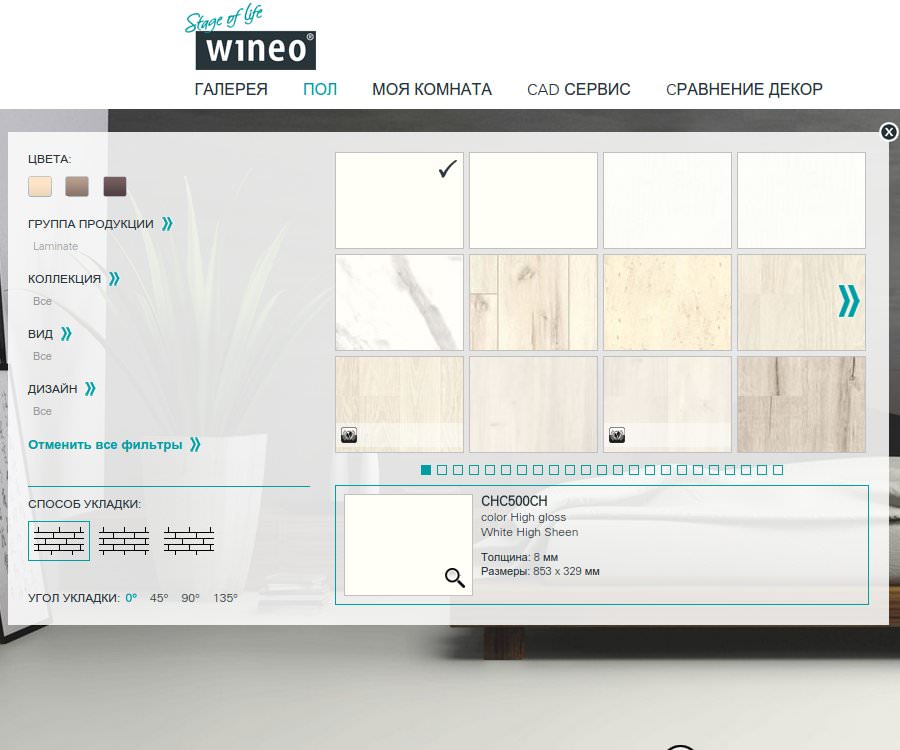 Stage of life
wineo®
ГАЛЕРЕЯ ПОЛ МОЯ КОМНАТА CAD СЕРВИС CРАВНЕНИЕ ДЕКОР
ЦВЕТА:
ГРУППА ПРОДУКЦИИ
Laminate
КОЛЛЕКЦИЯ
Все
ВИД
Все
ДИЗАЙН
Все
Отменить все фильтры
СПОСОБ УКЛАДКИ:
УГОЛ УКЛАДКИ: 0° 45° 90° 135°
CHC500CH
color High gloss
White High Sheen
Толщина: 8 мм
Размеры: 853 x 329 мм